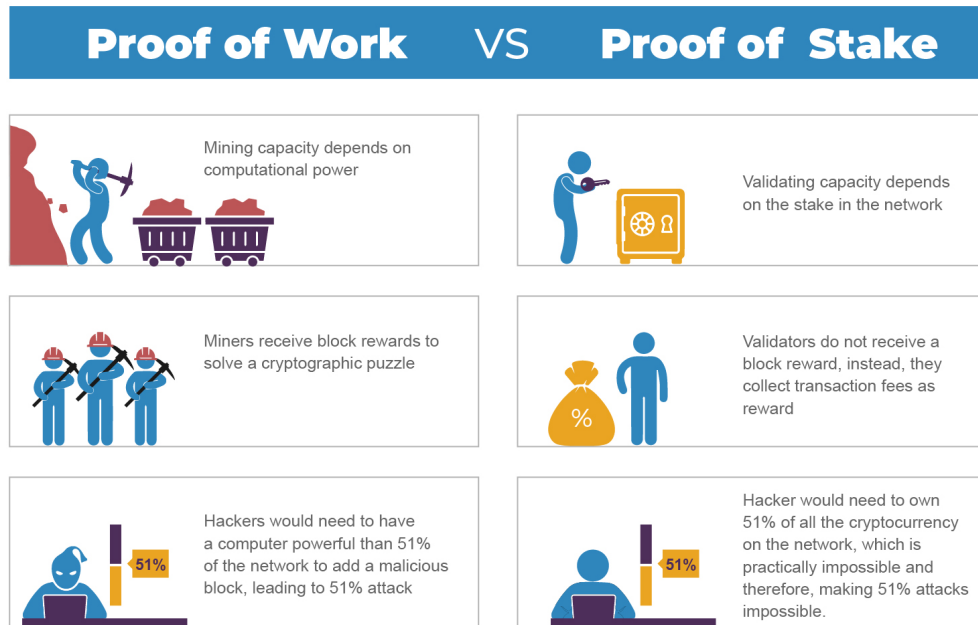 Proof of Work VS Proof of Stake
Mining capacity depends on
computational power
Validating capacity depends
on the stake in the network
Miners receive block rewards to
solve a cryptographic puzzle
Validators do not receive a
block reward, instead, they
collect transaction fees as
reward
%
Hackers would need to have
a computer powerful than 51%
of the network to add a malicious
block, leading to 51% attack
51%
Hacker would need to own
51% of all the cryptocurrency
on the network, which is
practically impossible and
therefore, making 51% attacks
impossible.
51%